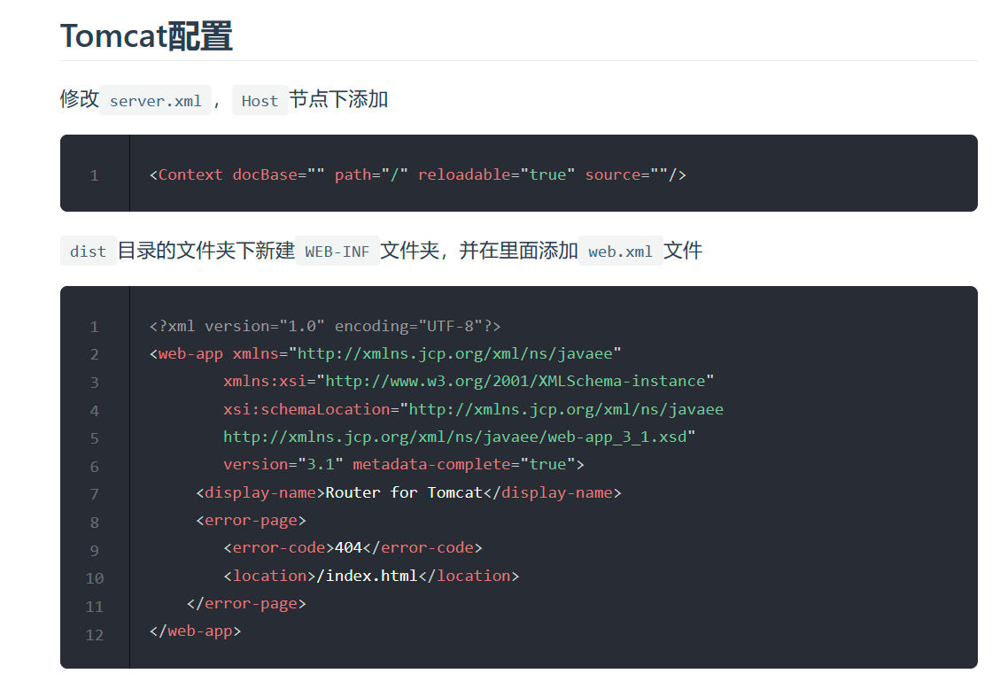 Tomcat配置
修改 server.xml ， Host 节点下添加
1 <Context docBase="" path="/" reloadable="true" source=""/>
dist 目录的文件夹下新建 WEB-INF 文件夹，并在里面添加 web.xml 文件
1 <?xml version="1.0" encoding="UTF-8"?>
2 <web-app xmlns="http://xmlns.jcp.org/xml/ns/javaee"
3 xmlns:xsi="http://www.w3.org/2001/XMLSchema-instance"
4 xsi:schemaLocation="http://xmlns.jcp.org/xml/ns/javaee
5 http://xmlns.jcp.org/xml/ns/javaee/web-app_3_1.xsd"
6 version="3.1" metadata-complete="true">
7 <display-name>Router for Tomcat</display-name>
8 <error-page>
9 <error-code>404</error-code>
10 <location>/index.html</location>
11 </error-page>
12 </web-app>